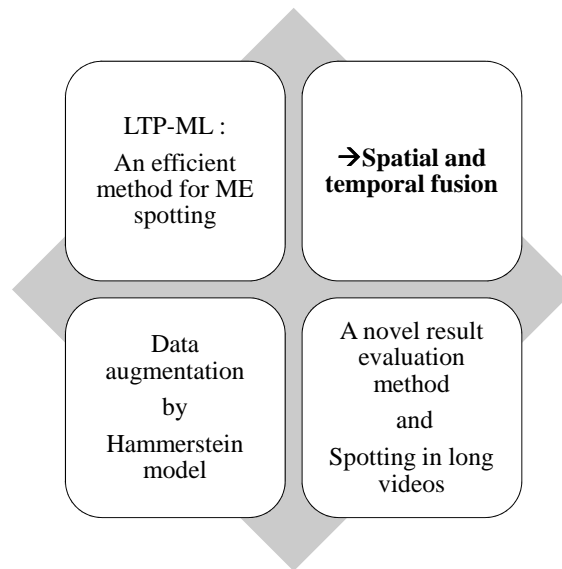 LTP-ML :
An efficient
method for ME
spotting
→Spatial and
temporal fusion
Data
augmentation
by
Hammerstein
model
A novel result
evaluation
method
and
Spotting in long
videos